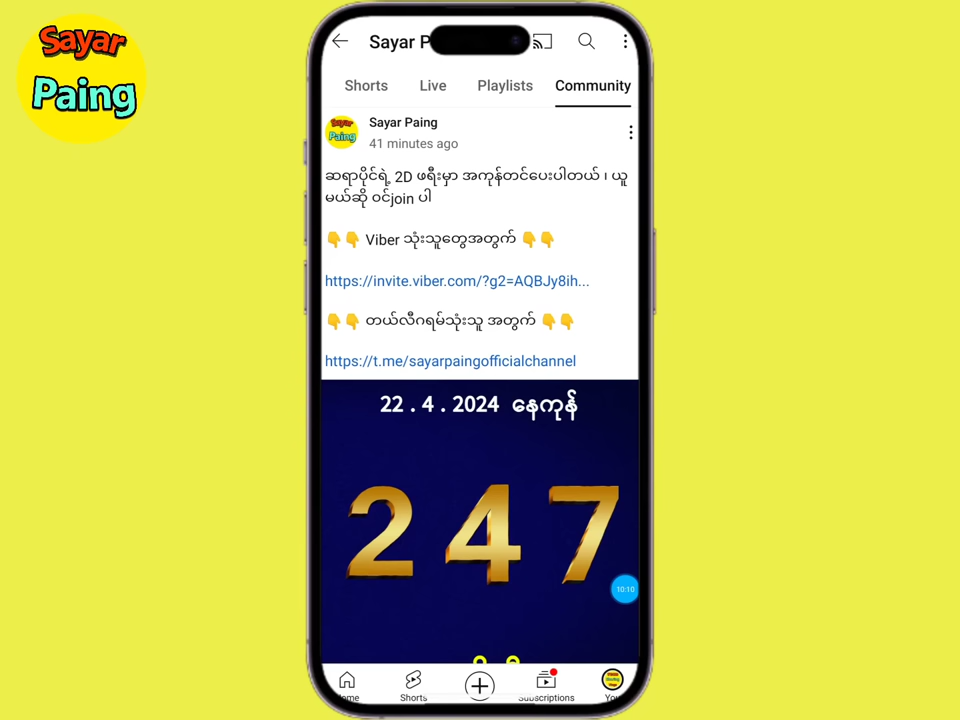 Sayar
Paing
Sayar P
Shorts Live Playlists Community
Sayar Paing
41 minutes ago
ဆရာပိုင်ရဲ့ 2D ဖရီးမှာ အကုန်တင်ပေးပါတယ် ၊ ယူ
မယ်ဆို ဝင်join ပါ
👇👇 Viber သုံးသူတွေအတွက် 👇👇
https://invite.viber.com/?g2=AQBJy8ih...
👇👇 တယ်လီဂရမ်သုံးသူ အတွက် 👇👇
https://t.me/sayarpaingofficialchannel
22 . 4 . 2024 နေကုန်
2 4 7
10:10
Home Shorts Subscriptions You